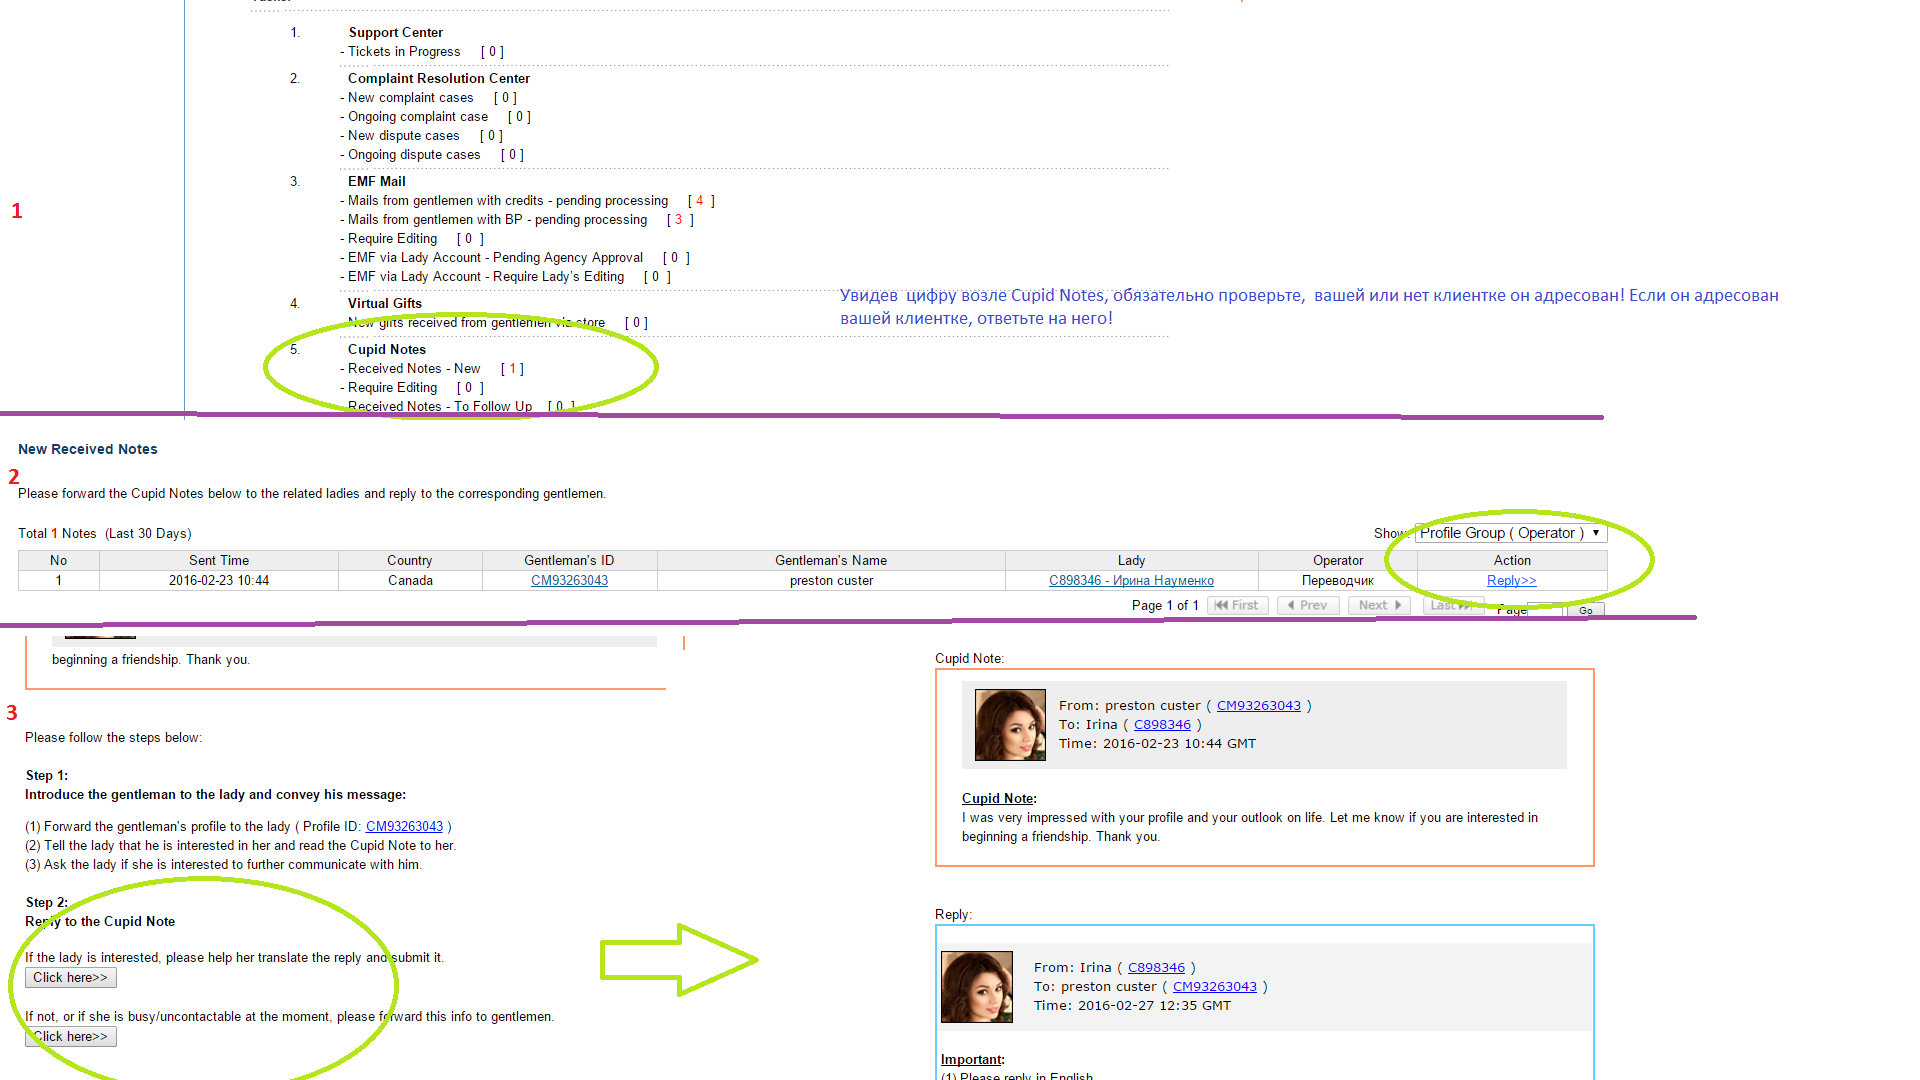 1. Support Center
- Tickets in Progress [ 0 ]
2. Complaint Resolution Center
- New complaint cases [ 0 ]
- Ongoing complaint case [ 0 ]
- New dispute cases [ 0 ]
- Ongoing dispute cases [ 0 ]
3. EMF Mail
1
- Mails from gentlemen with credits - pending processing [ 4 ]
- Mails from gentlemen with BP - pending processing [ 3 ]
- Require Editing [ 0 ]
- EMF via Lady Account - Pending Agency Approval [ 0 ]
- EMF via Lady Account - Require Lady's Editing [ 0 ]
4. Virtual Gifts
- New gifts received from gentlemen via store [ 0 ]
Увидев цифру возле Cupid Notes, обязательно проверьте, вашей или нет клиентке он адресован! Если он адресован
вашей клиентке, ответьте на него!
5. Cupid Notes
- Received Notes - New [ 1 ]
- Require Editing [ 0 ]
- Received Notes - To Follow Up [ 0 ]
New Received Notes
2
Please forward the Cupid Notes below to the related ladies and reply to the corresponding gentlemen.
Total 1 Notes (Last 30 Days) Show: Profile Group ( Operator )
No Sent Time Country Gentleman's ID Gentleman's Name Lady Operator Action
1 2016-02-23 10:44 Canada CM93263043 preston custer C898346 - Ирина Науменко Переводчик Reply>>
Page 1 of 1 First Prev Next Last Page Go
beginning a friendship. Thank you.
3
Please follow the steps below:
Step 1:
Introduce the gentleman to the lady and convey his message:
(1) Forward the gentleman's profile to the lady ( Profile ID: CM93263043 )
(2) Tell the lady that he is interested in her and read the Cupid Note to her.
(3) Ask the lady if she is interested to further communicate with him.
Step 2:
Reply to the Cupid Note
If the lady is interested, please help her translate the reply and submit it.
Click here>>
If not, or if she is busy/uncontactable at the moment, please forward this info to gentlemen.
Click here>>
Cupid Note:
From: preston custer ( CM93263043 )
To: Irina ( C898346 )
Time: 2016-02-23 10:44 GMT
Cupid Note:
I was very impressed with your profile and your outlook on life. Let me know if you are interested in
beginning a friendship. Thank you.
Reply:
From: Irina ( C898346 )
To: preston custer ( CM93263043 )
Time: 2016-02-27 12:35 GMT
Important:
(1) Please reply in English